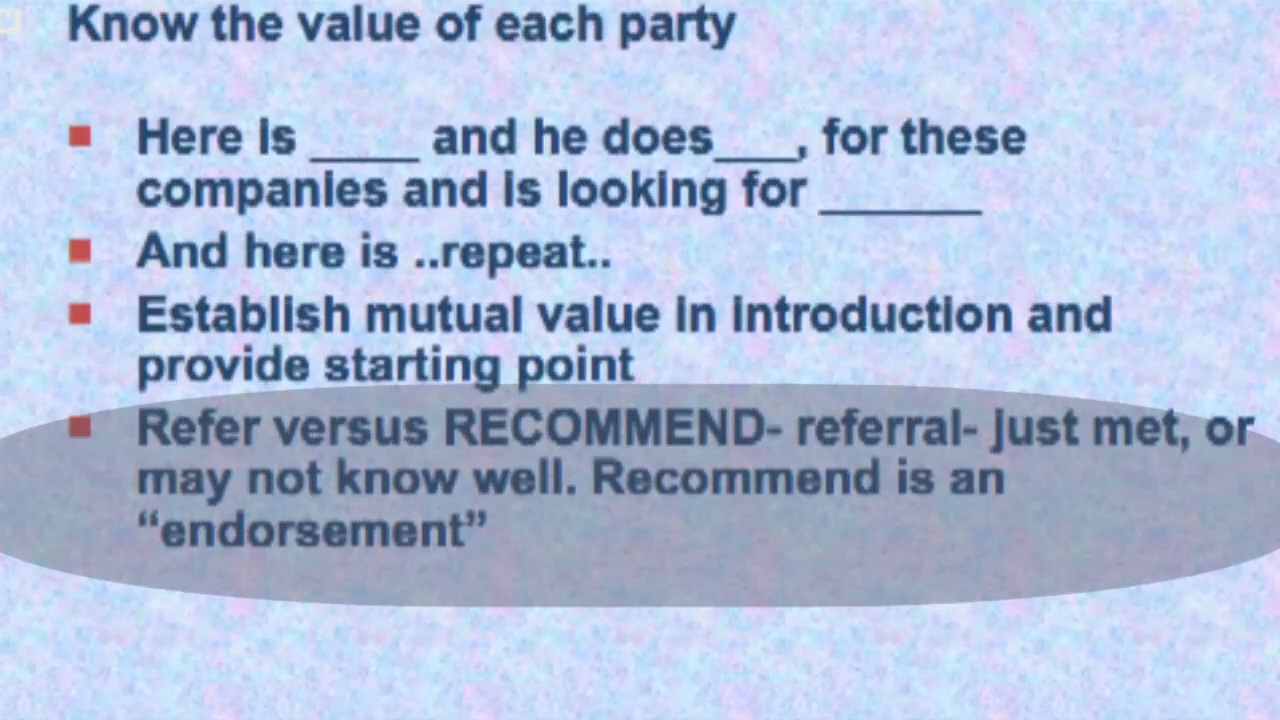 Know the value of each party
Here is ____ and he does___, for these
companies and is looking for _______
And here is ..repeat..
Establish mutual value in introduction and
provide starting point
Refer versus RECOMMEND- referral- just met, or
may not know well. Recommend is an
“endorsement”